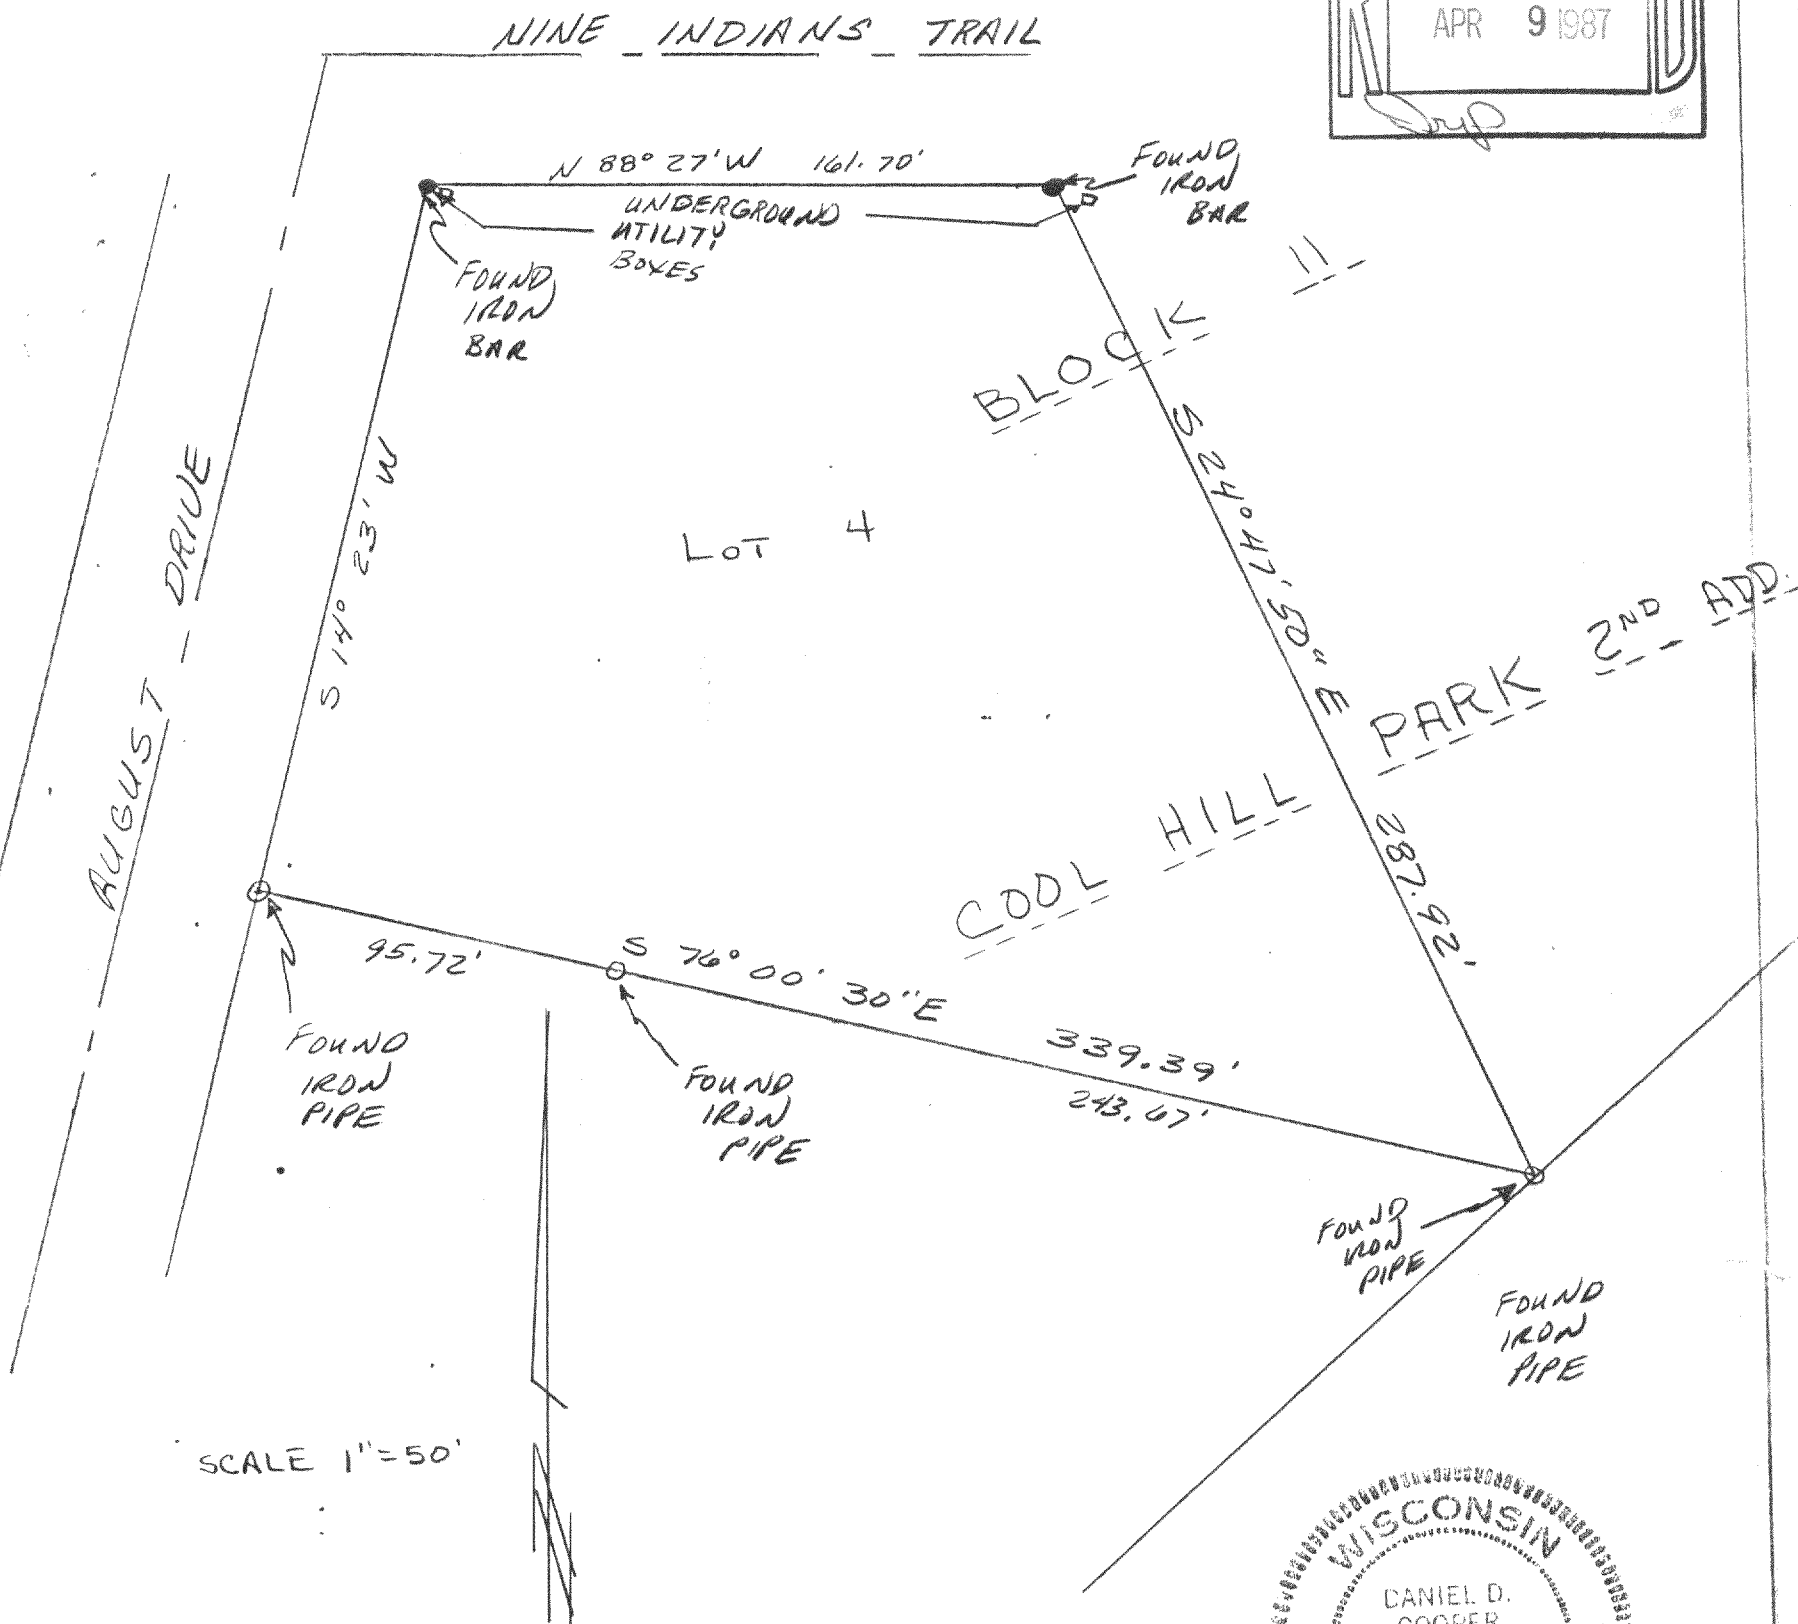 NINE INDIANS TRAIL
APR 9 1987
N 88° 27' W 161.70'
FOUND
IRON
BAR
UNDERGROUND
UTILITY
BOXES
FOUND
IRON
BAR
BLOCK 11
S 24° 47' 50" E
287.92'
S 14° 23' W
AUGUST DRIVE
LOT 4
COOL HILL PARK 2ND ADD.
95.72'
S 76° 00' 30" E
339.39'
243.67'
FOUND
IRON
PIPE
FOUND
IRON
PIPE
FOUND
IRON
PIPE
FOUND
IRON
PIPE
SCALE 1"=50'
N
WISCONSIN
DANIEL D.
COOPER